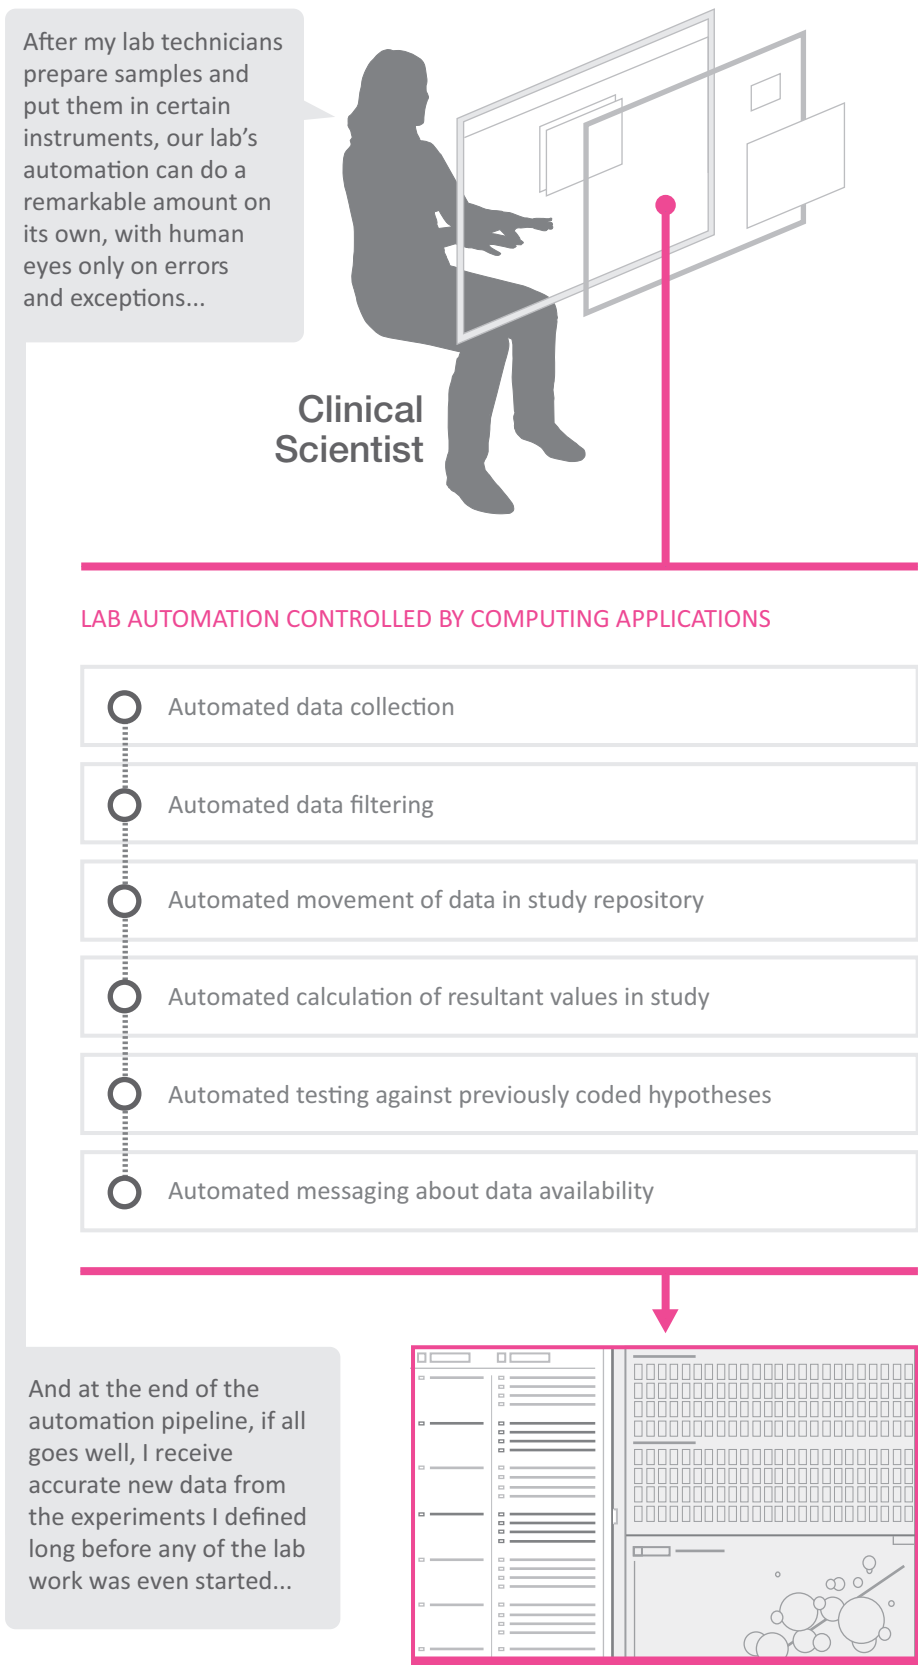 After my lab technicians
prepare samples and
put them in certain
instruments, our lab’s
automation can do a
remarkable amount on
its own, with human
eyes only on errors
and exceptions...
Clinical
Scientist
LAB AUTOMATION CONTROLLED BY COMPUTING APPLICATIONS
Automated data collection
Automated data filtering
Automated movement of data in study repository
Automated calculation of resultant values in study
Automated testing against previously coded hypotheses
Automated messaging about data availability
And at the end of the
automation pipeline, if all
goes well, I receive
accurate new data from
the experiments I defined
long before any of the lab
work was even started...